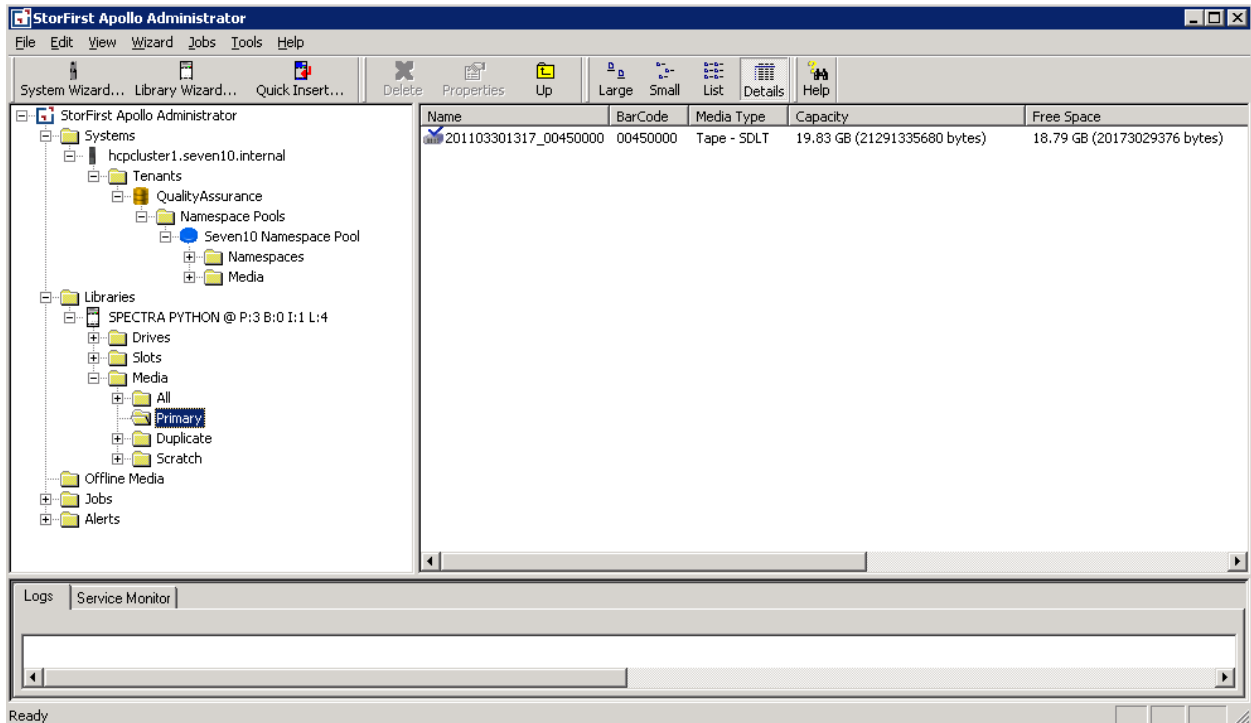 StorFirst Apollo Administrator
File Edit View Wizard Jobs Tools Help
System Wizard... Library Wizard... Quick Insert... Delete Properties Up Large Small List Details Help
StorFirst Apollo Administrator
Systems
hcpcluster1.seven10.internal
Tenants
QualityAssurance
Namespace Pools
Seven10 Namespace Pool
Namespaces
Media
Libraries
SPECTRA PYTHON @ P:3 B:0 I:1 L:4
Drives
Slots
Media
All
Primary
Duplicate
Scratch
Offline Media
Jobs
Alerts
Name BarCode Media Type Capacity Free Space
201103301317_00450000 00450000 Tape - SDLT 19.83 GB (21291335680 bytes) 18.79 GB (20173029376 bytes)
Logs Service Monitor
Ready